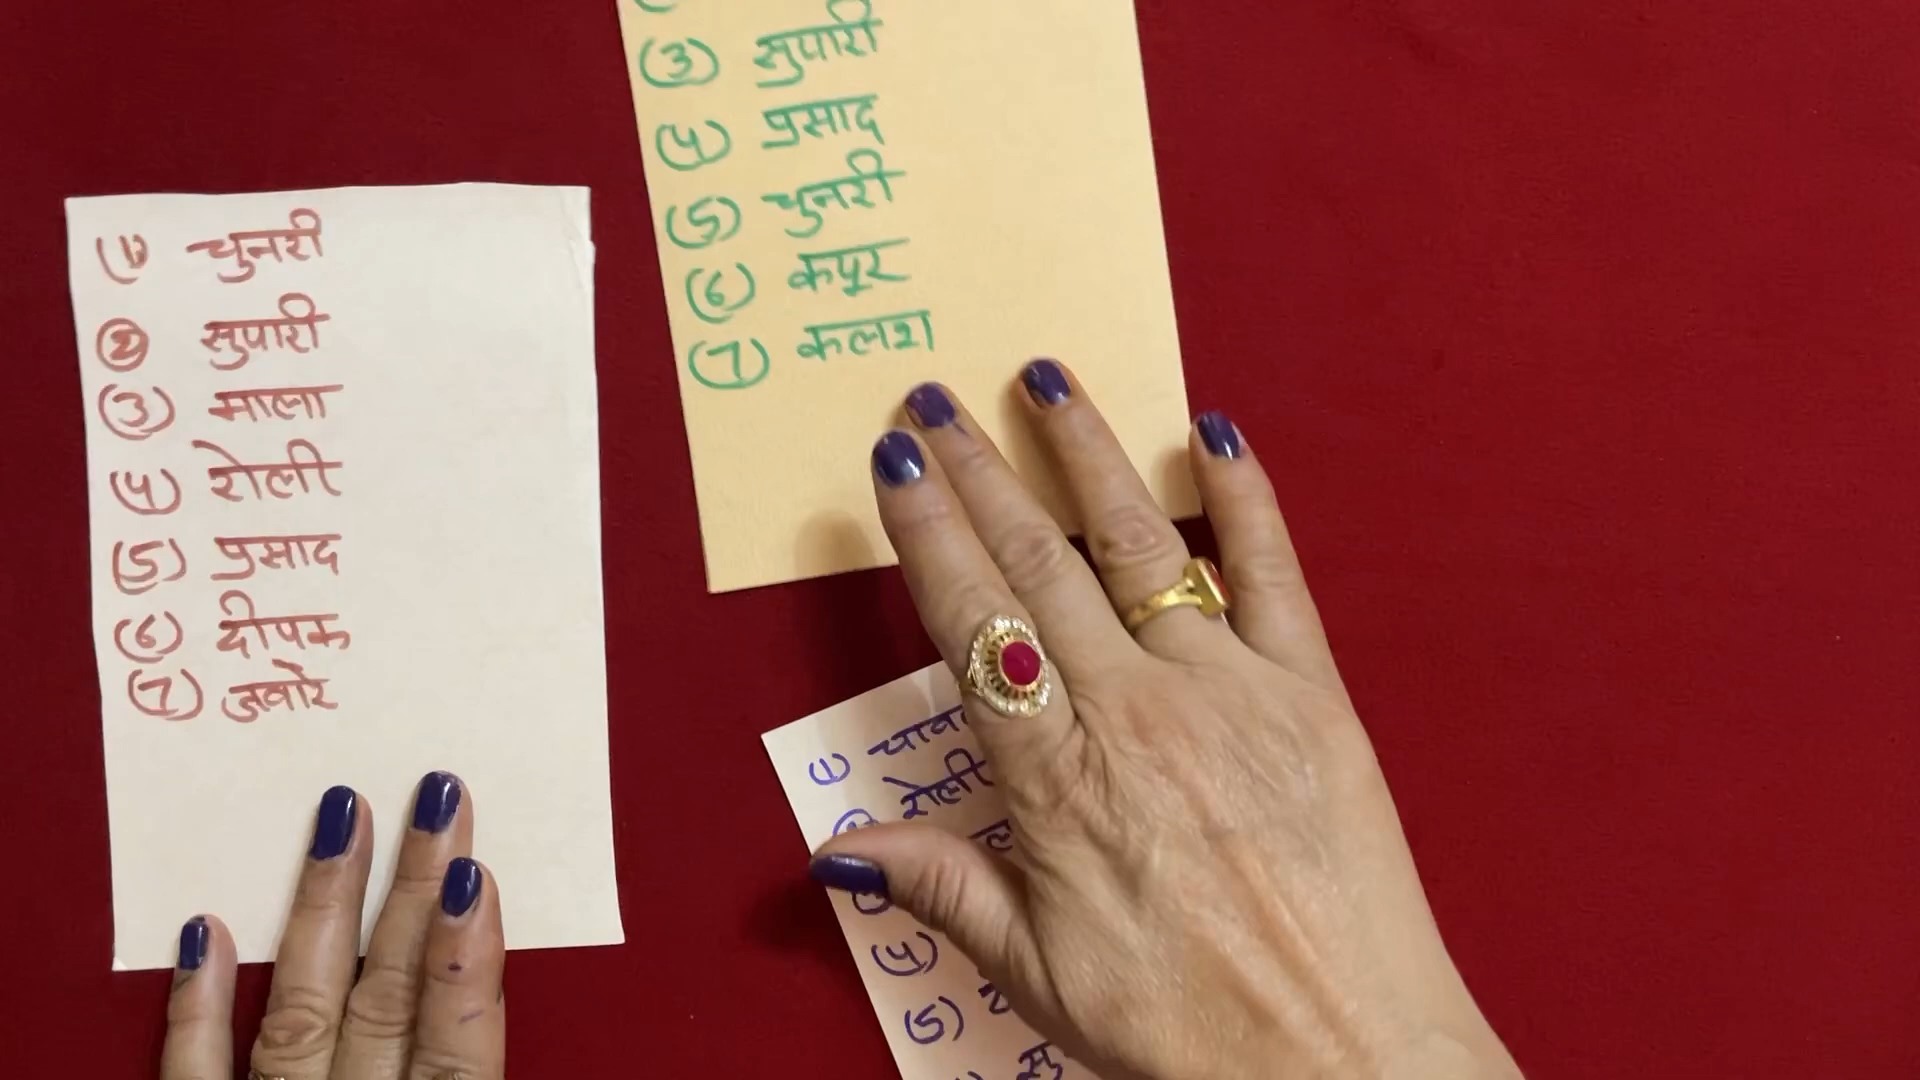 (1) चुनरी
(2) सुपारी
(3) माला
(4) रोली
(5) प्रसाद
(6) दीपक
(7) जवारे
(3) सुपारी
(4) प्रसाद
(5) चुनरी
(6) कपूर
(7) कलश
(1)
रोली
(4)
(5)